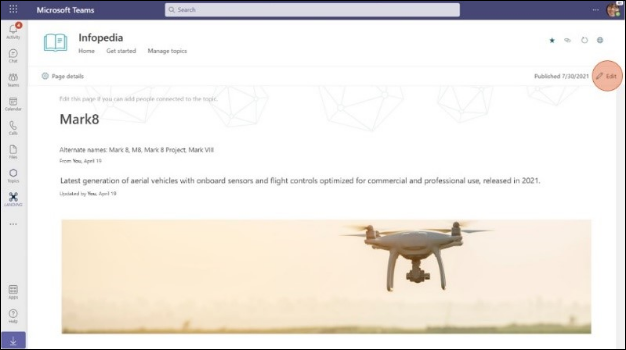 Microsoft Teams
Search
4
Activity
Chat
Teams
Calendar
Calls
Files
Topics
Apps
Help
Infopedia
Home Get started Manage topics
Page details
Published 7/30/2021
Edit
Edit this page if you can add people connected to the topic.
Mark8
Alternate names: Mark 8, M8, Mark 8 Project, Mark VIII
From You, April 19
Latest generation of aerial vehicles with onboard sensors and flight controls optimized for commercial and professional use, released in 2021.
Updated by You, April 19